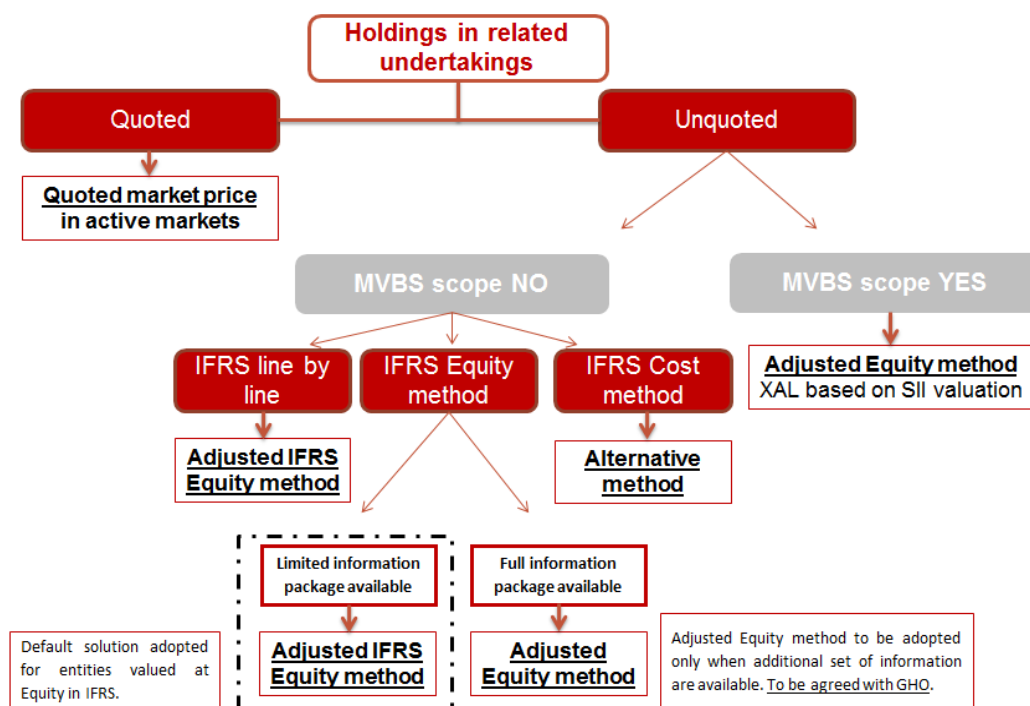 Holdings in related
undertakings
Quoted
Unquoted
Quoted market price
in active markets
MVBS scope NO
MVBS scope YES
IFRS line by
line
IFRS Equity
method
IFRS Cost
method
Adjusted Equity method
XAL based on SII valuation
Adjusted IFRS
Equity method
Alternative
method
Limited information
package available
Full information
package available
Default solution adopted
for entities valued at
Equity in IFRS.
Adjusted IFRS
Equity method
Adjusted
Equity method
Adjusted Equity method to be adopted
only when additional set of information
are available. To be agreed with GHO.